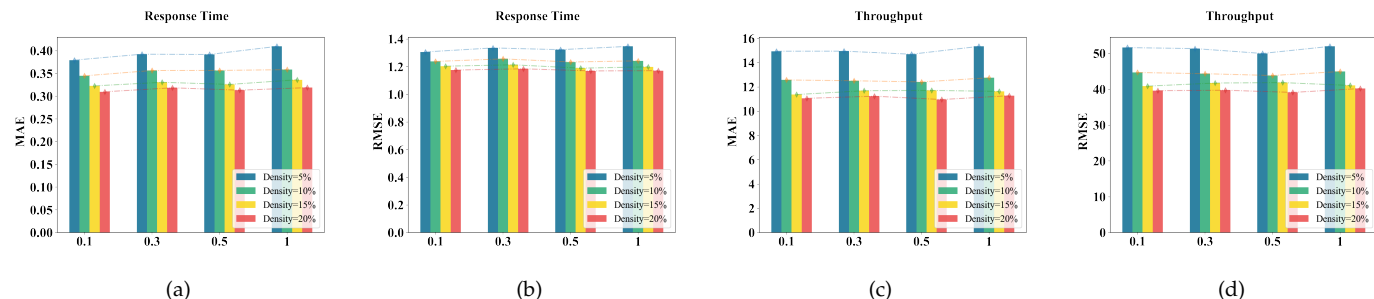 Response Time
MAE
0.40
0.35
0.30
0.25
0.20
0.15
0.10
0.05
0.00
0.1 0.3 0.5 1
Density=5%
Density=10%
Density=15%
Density=20%
(a)
Response Time
RMSE
1.4
1.2
1.0
0.8
0.6
0.4
0.2
0.0
0.1 0.3 0.5 1
Density=5%
Density=10%
Density=15%
Density=20%
(b)
Throughput
MAE
16
14
12
10
8
6
4
2
0
0.1 0.3 0.5 1
Density=5%
Density=10%
Density=15%
Density=20%
(c)
Throughput
RMSE
50
40
30
20
10
0
0.1 0.3 0.5 1
Density=5%
Density=10%
Density=15%
Density=20%
(d)